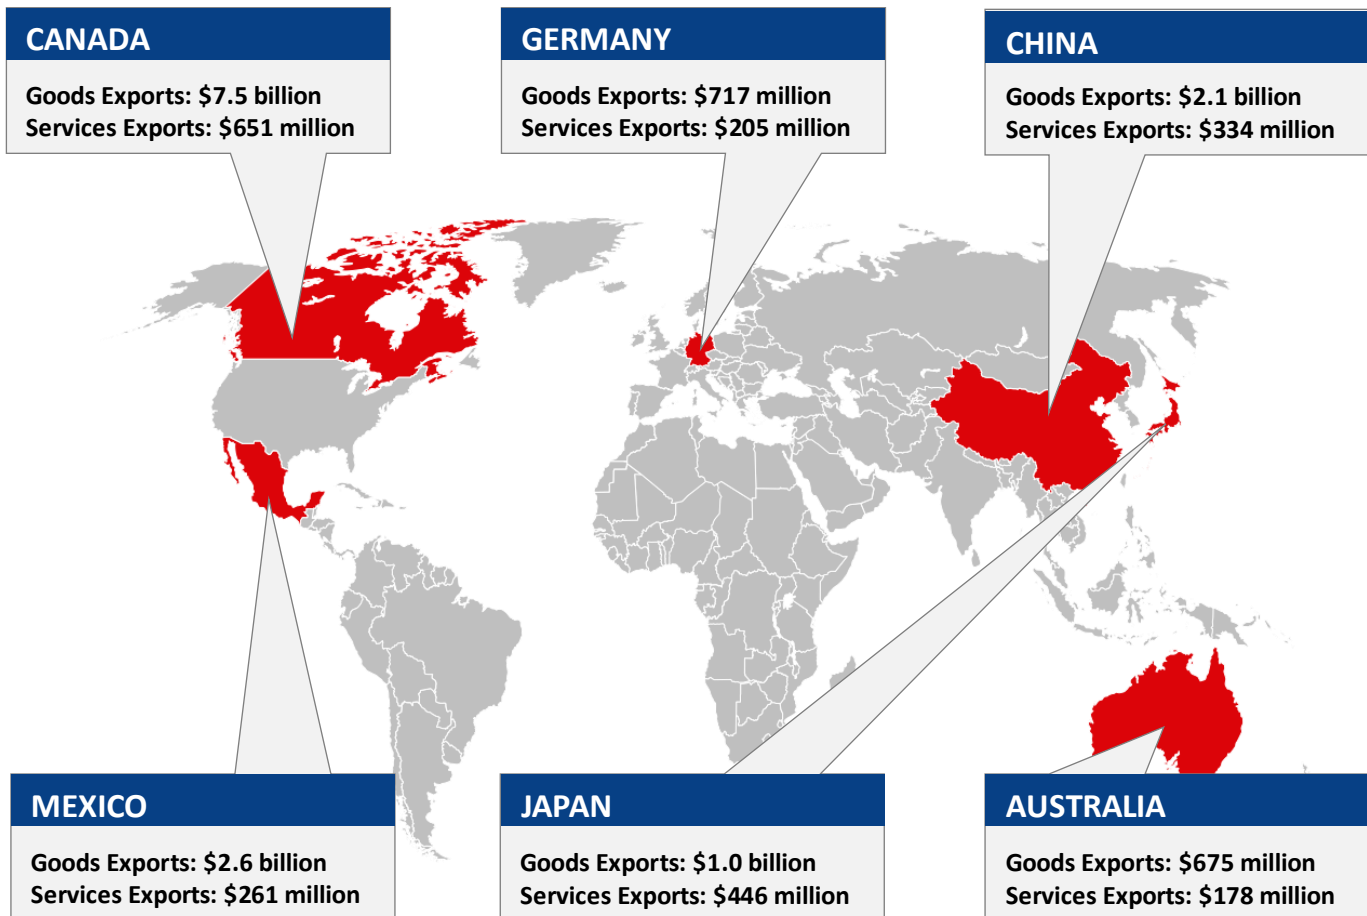 CANADA
Goods Exports: $7.5 billion
Services Exports: $651 million
GERMANY
Goods Exports: $717 million
Services Exports: $205 million
CHINA
Goods Exports: $2.1 billion
Services Exports: $334 million
MEXICO
Goods Exports: $2.6 billion
Services Exports: $261 million
JAPAN
Goods Exports: $1.0 billion
Services Exports: $446 million
AUSTRALIA
Goods Exports: $675 million
Services Exports: $178 million